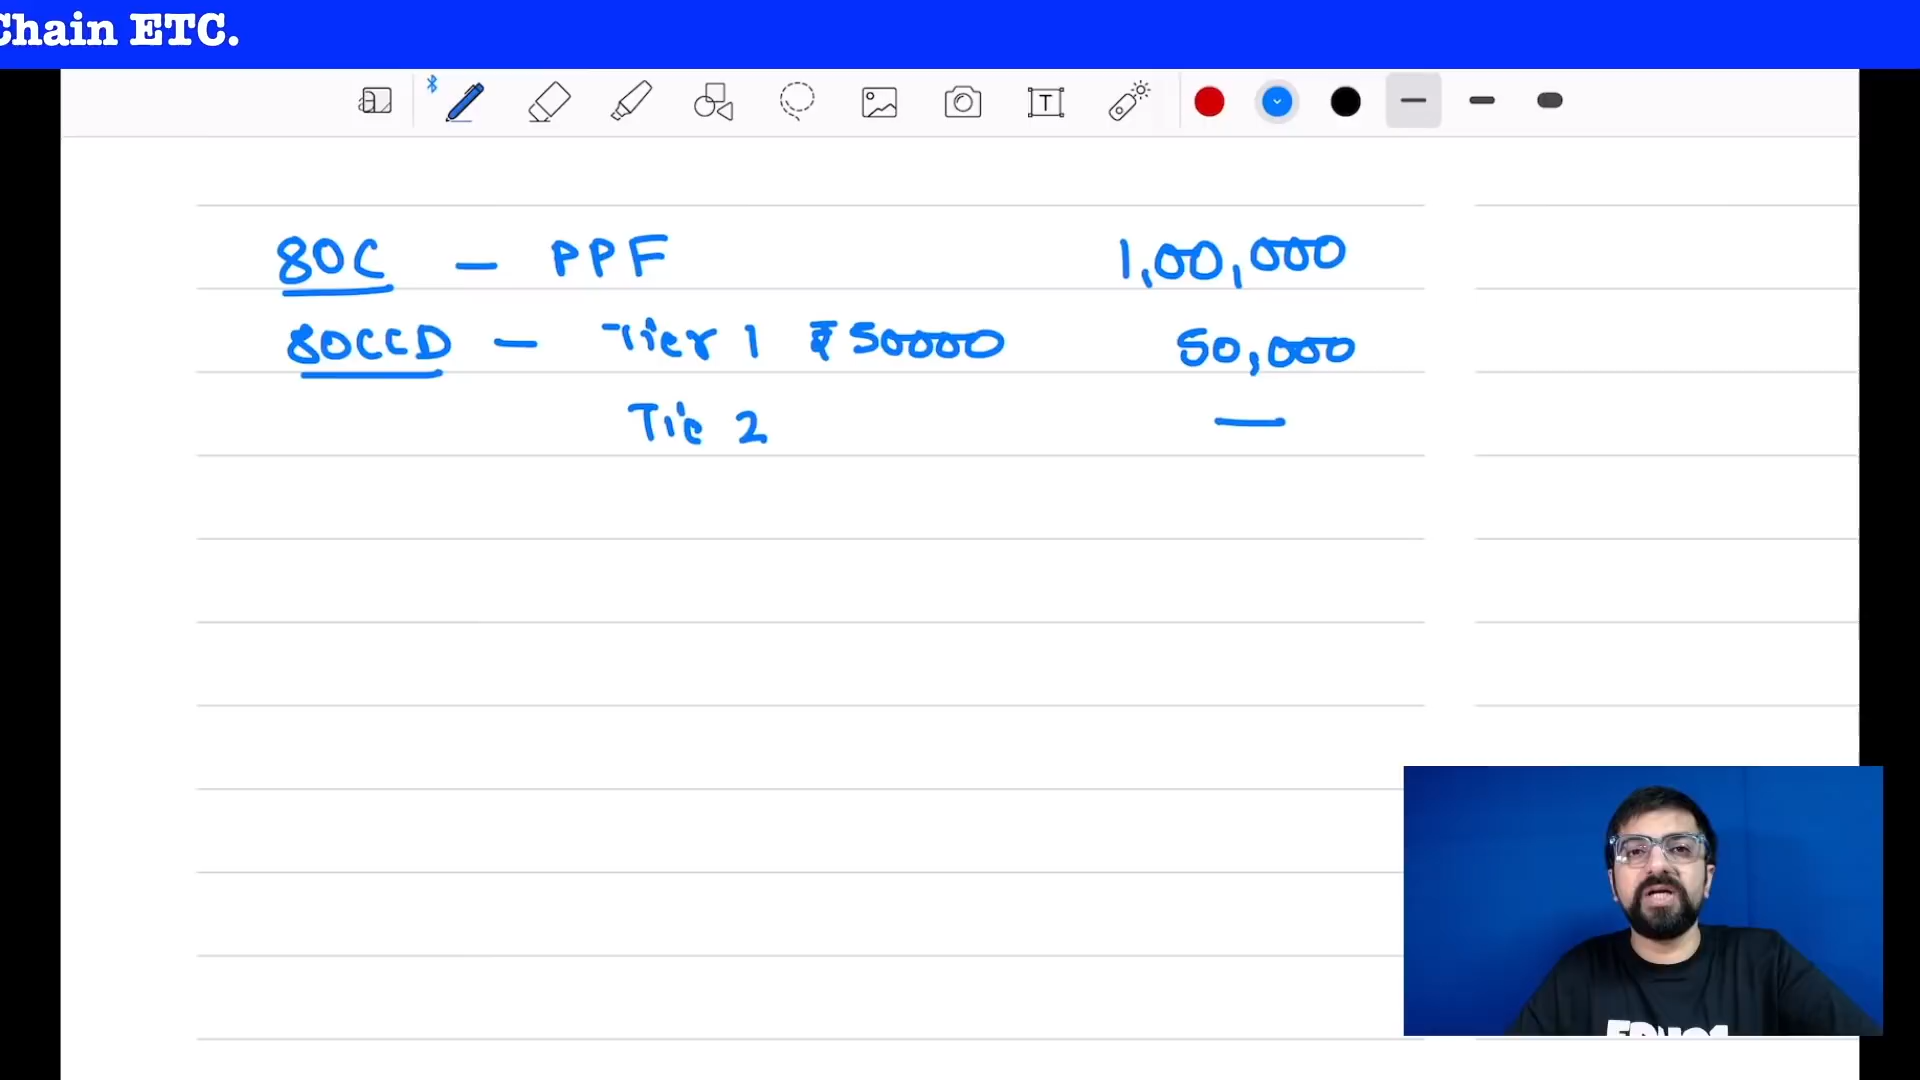 Chain ETC.
80C — PPF 1,00,000
80CCD — Tier 1 ₹50000 50,000
Tie 2 —